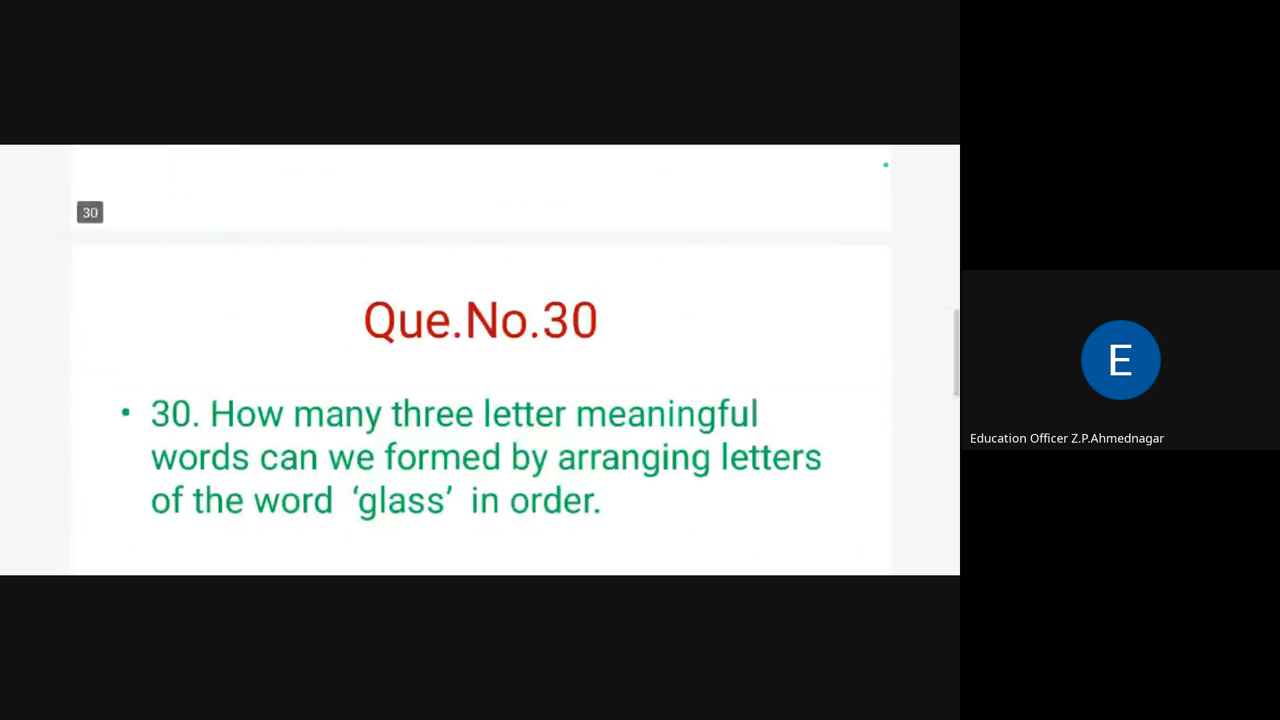 30
Que.No.30
• 30. How many three letter meaningful
words can we formed by arranging letters
of the word ‘glass’ in order.
E
Education Officer Z.P.Ahmednagar